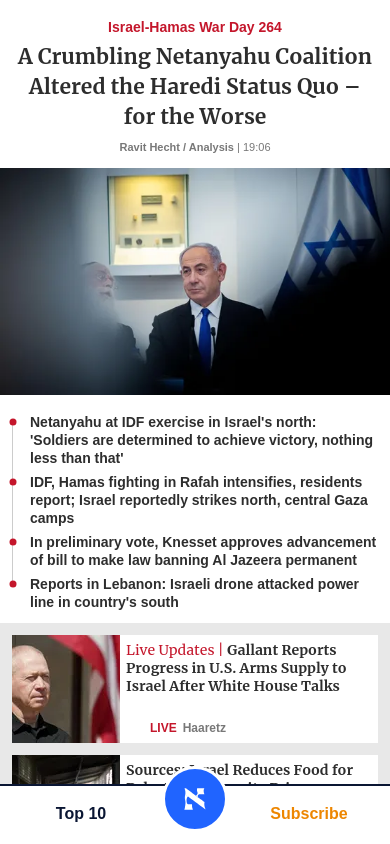 Israel-Hamas War Day 264
A Crumbling Netanyahu Coalition
Altered the Haredi Status Quo –
for the Worse
Ravit Hecht / Analysis | 19:06
Netanyahu at IDF exercise in Israel's north:
'Soldiers are determined to achieve victory, nothing
less than that'
IDF, Hamas fighting in Rafah intensifies, residents
report; Israel reportedly strikes north, central Gaza
camps
In preliminary vote, Knesset approves advancement
of bill to make law banning Al Jazeera permanent
Reports in Lebanon: Israeli drone attacked power
line in country's south
Live Updates | Gallant Reports
Progress in U.S. Arms Supply to
Israel After White House Talks
LIVE Haaretz
Sources: Israel Reduces Food for
Top 10
Subscribe